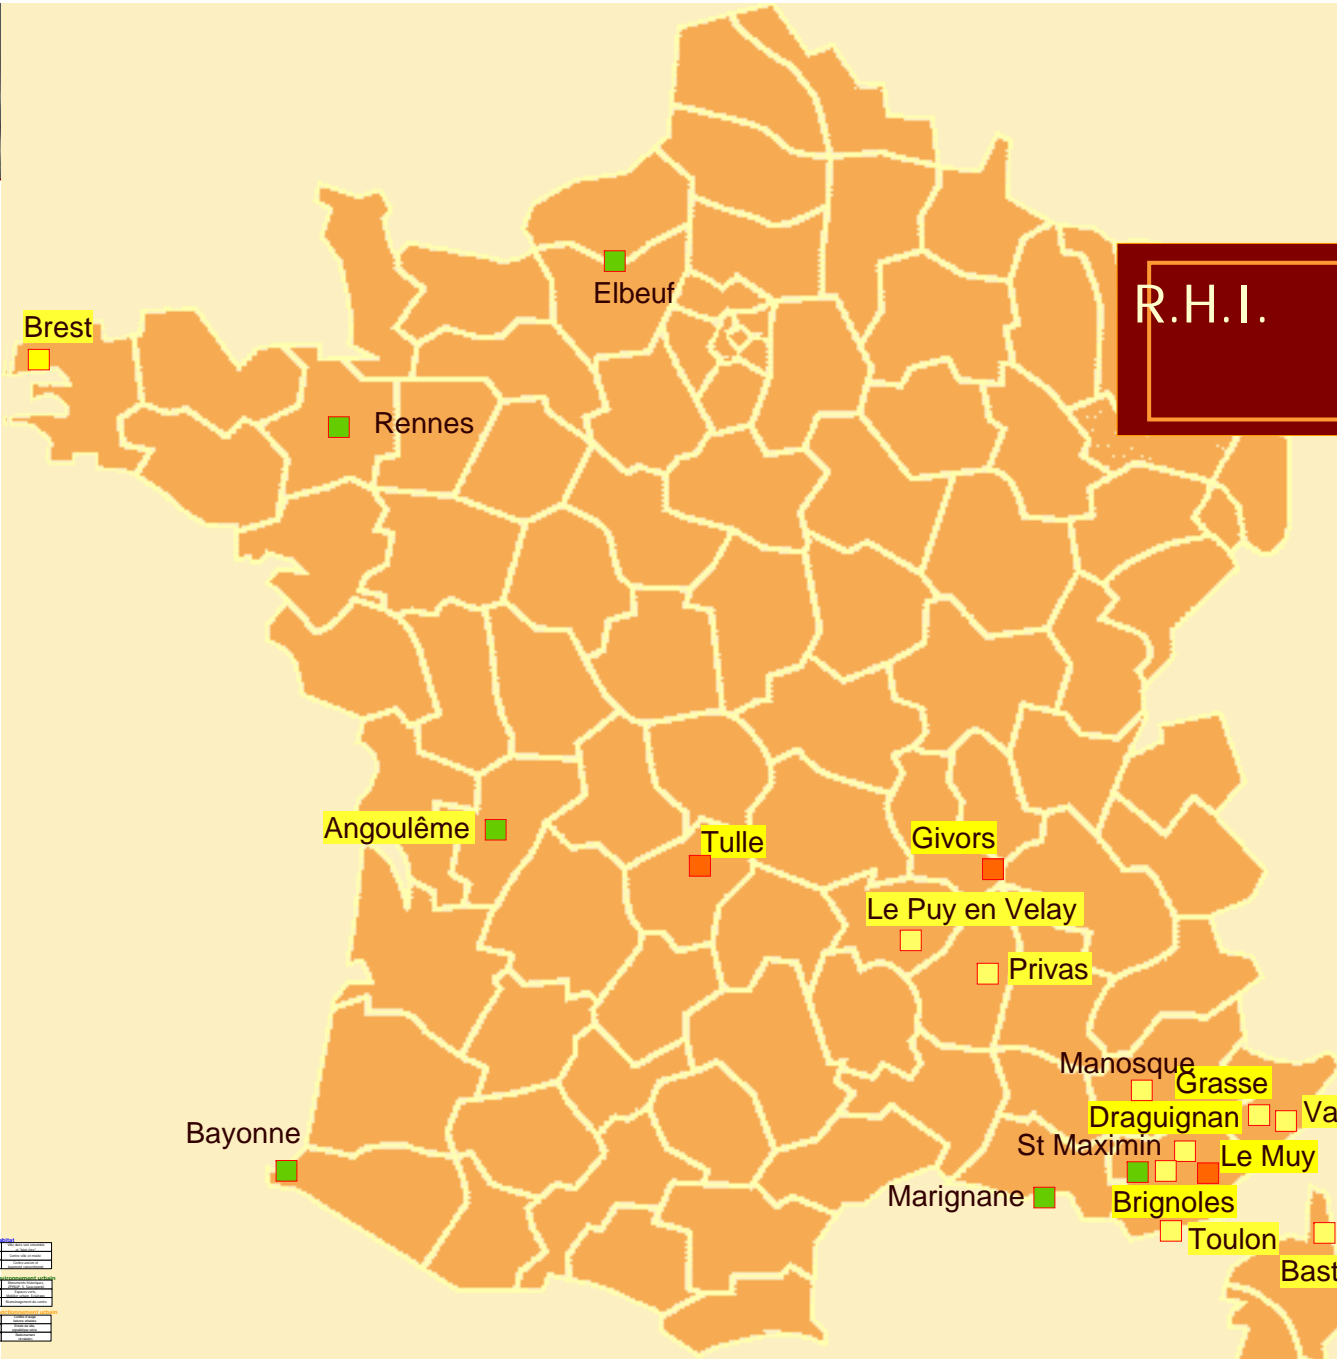 Elbeuf
R.H.I.
Brest
Rennes
Angoulême
Tulle
Givors
Le Puy en Velay
Privas
Manosque
Grasse
Draguignan
Va
St Maximin
Le Muy
Bayonne
Marignane
Brignoles
Toulon
Bast